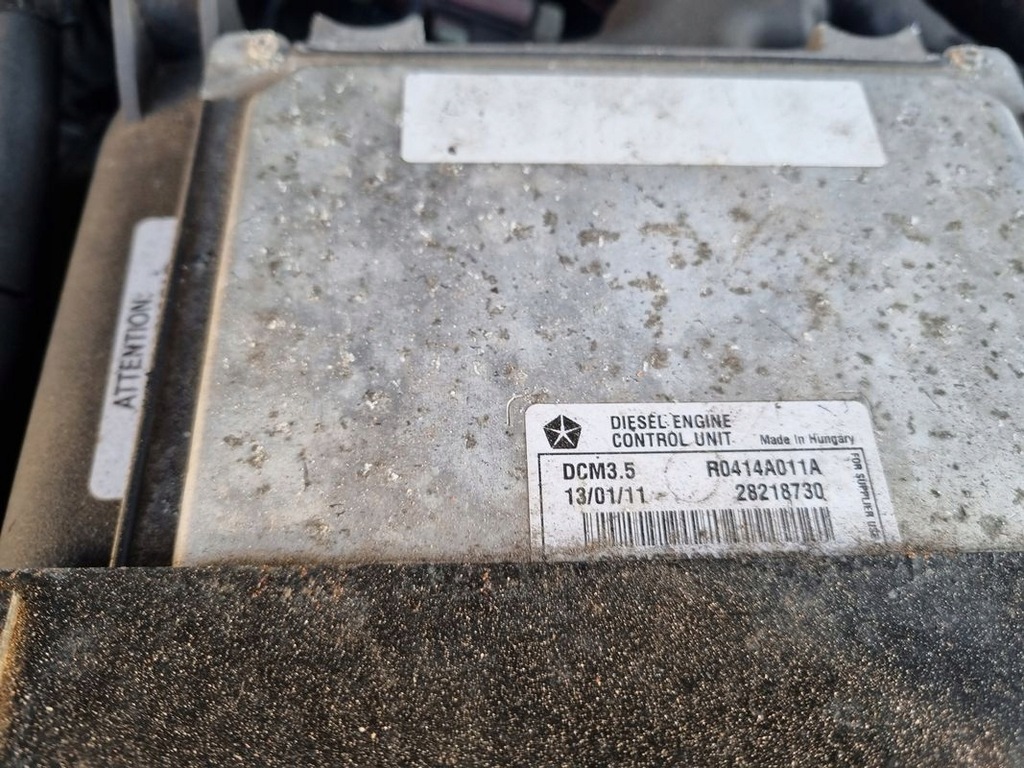 ATTENTION:
DIESEL ENGINE
CONTROL UNIT Made In Hungary
DCM3.5 R0414A011A
13/01/11 28218730
FOR SUPPLIER USE